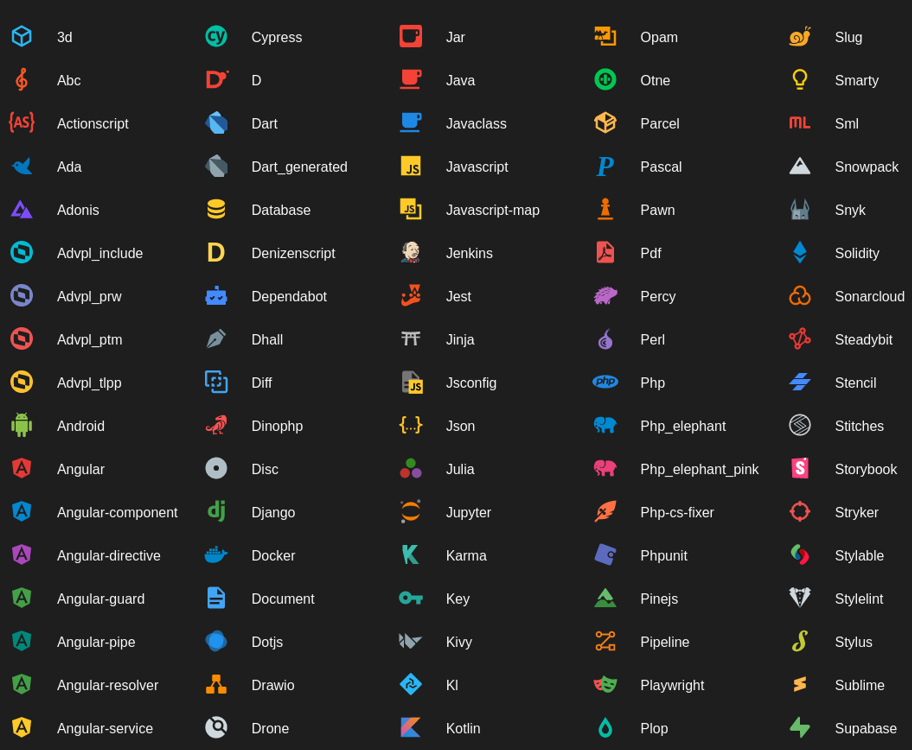 3d
Cypress
Jar
Opam
Slug
Abc
D
Java
Otne
Smarty
Actionscript
Dart
Javaclass
Parcel
Sml
Ada
Dart_generated
Javascript
Pascal
Snowpack
Adonis
Database
Javascript-map
Pawn
Snyk
Advpl_include
Denizenscript
Jenkins
Pdf
Solidity
Advpl_prw
Dependabot
Jest
Percy
Sonarcloud
Advpl_ptm
Dhall
Jinja
Perl
Steadybit
Advpl_tlpp
Diff
Jsconfig
Php
Stencil
Android
Dinophp
Json
Php_elephant
Stitches
Angular
Disc
Julia
Php_elephant_pink
Storybook
Angular-component
Django
Jupyter
Php-cs-fixer
Stryker
Angular-directive
Docker
Karma
Phpunit
Stylable
Angular-guard
Document
Key
Pinejs
Stylelint
Angular-pipe
Dotjs
Kivy
Pipeline
Stylus
Angular-resolver
Drawio
Kl
Playwright
Sublime
Angular-service
Drone
Kotlin
Plop
Supabase